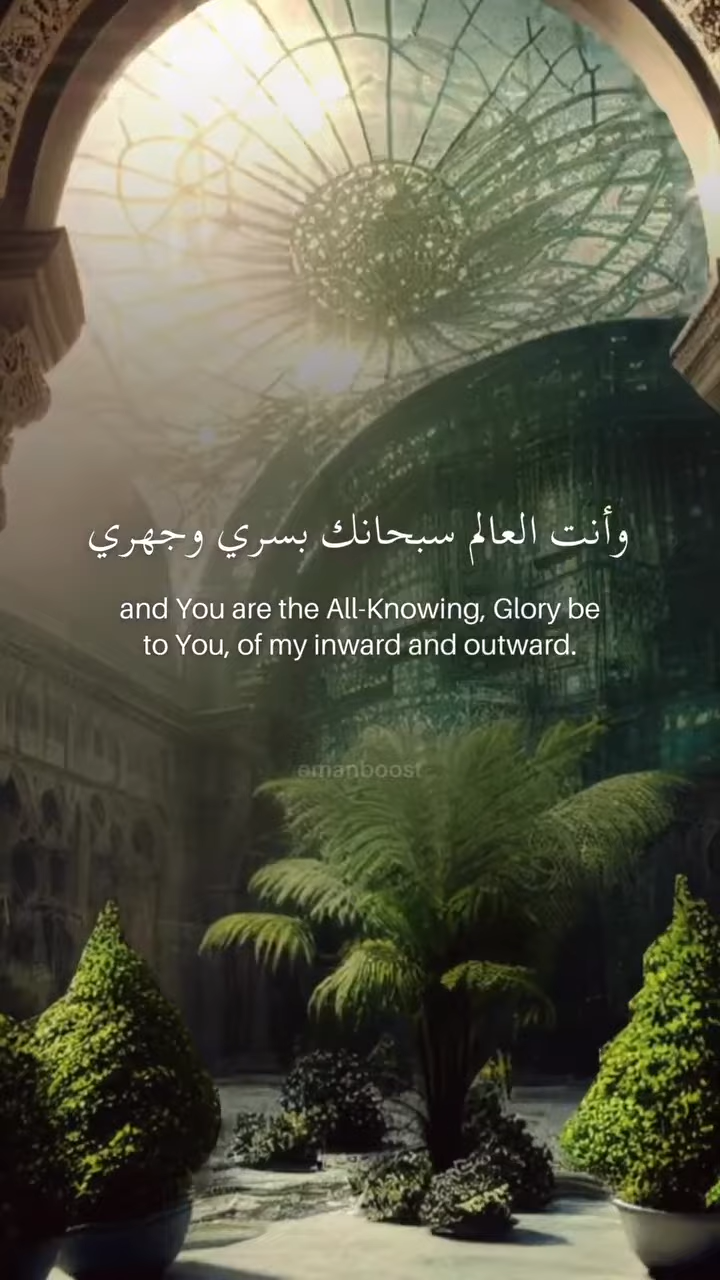 وأنت العالم سبحانك بسري وجهري
and You are the All-Knowing, Glory be
to You, of my inward and outward.
emanboost